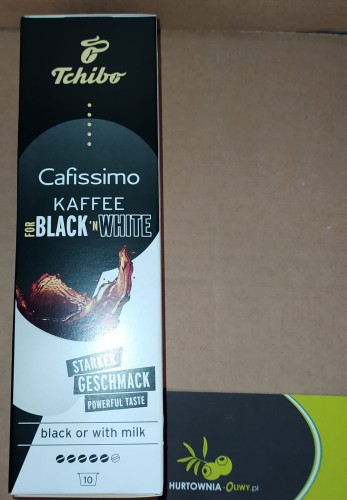 Tchibo
Cafissimo
KAFFEE
FOR BLACK 'N WHITE
STARKER
GESCHMACK
POWERFUL TASTE
black or with milk
10
HURTOWNIA-OLIWY.pl